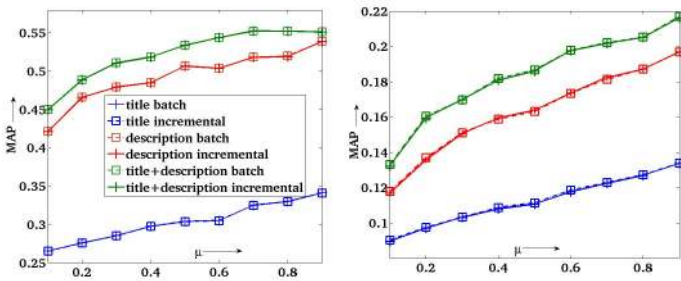 0.55
0.5
0.45
0.4
0.35
0.3
0.25
MAP
title batch
title incremental
description batch
description incremental
title+description batch
title+description incremental
μ
0.2 0.4 0.6 0.8
0.22
0.2
0.18
0.16
0.14
0.12
0.1
MAP
μ
0.2 0.4 0.6 0.8